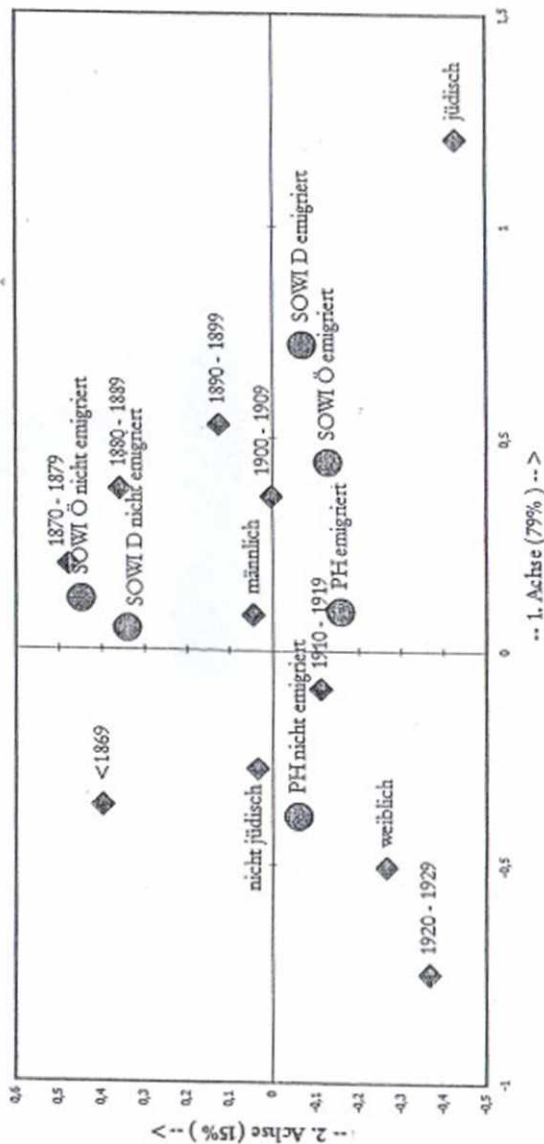 -- 2. Achse (15%) -->
0,6
0,5
0,4
0,3
0,2
0,1
0
-0,1
-0,2
-0,3
-0,4
-0,5
-1
-0,5
0
0,5
1
1,5
-- 1. Achse (79%) -->
<1869
1870 - 1879
SOWI Ö nicht emigriert
1880 - 1889
SOWI D nicht emigriert
1890 - 1899
1900 - 1909
männlich
nicht jüdisch
PH nicht emigriert
1910 - 1919
PH emigriert
SOWI Ö emigriert
SOWI D emigriert
weiblich
1920 - 1929
jüdisch